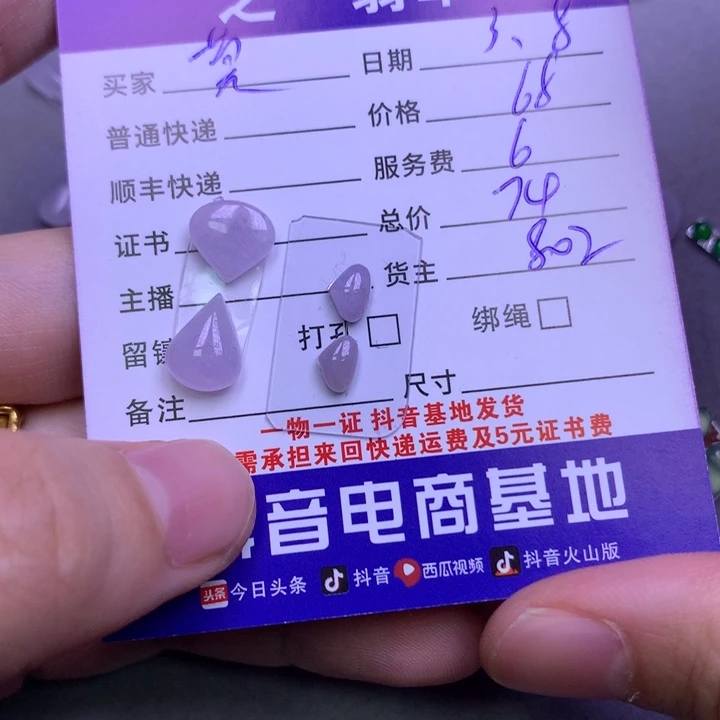 买家 日期 3、8
普通快递 价格 68
顺丰快递 服务费 6
证书 总价 74
主播 货主 802
留 打孔 绑绳
备注 尺寸
一物一证 抖音基地发货
需承担来回快递运费及5元证书费
音电商基地
头条 今日头条 抖音 西瓜视频 抖音火山版